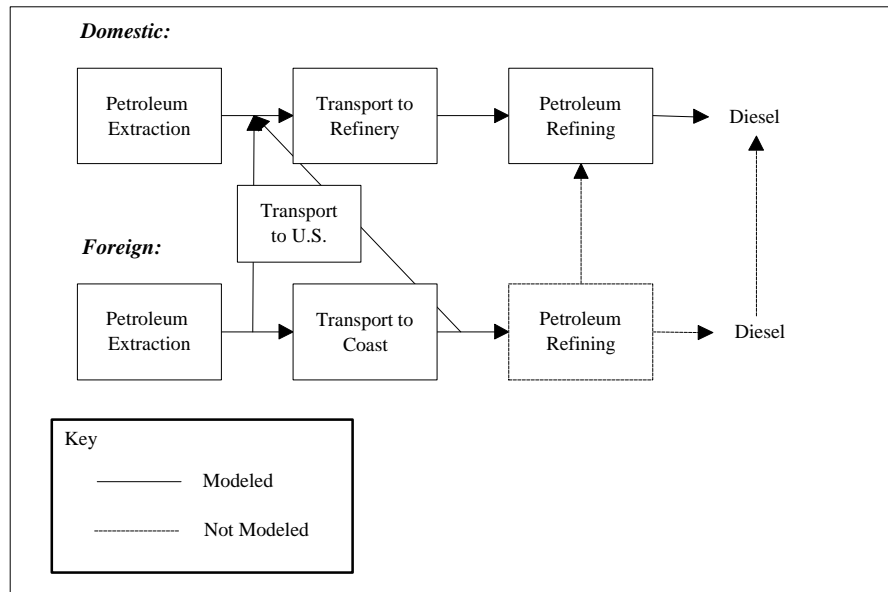 Domestic:
Petroleum
Extraction
Transport to
Refinery
Petroleum
Refining
Diesel
Transport
to U.S.
Foreign:
Petroleum
Extraction
Transport to
Coast
Petroleum
Refining
Diesel
Key
Modeled
Not Modeled